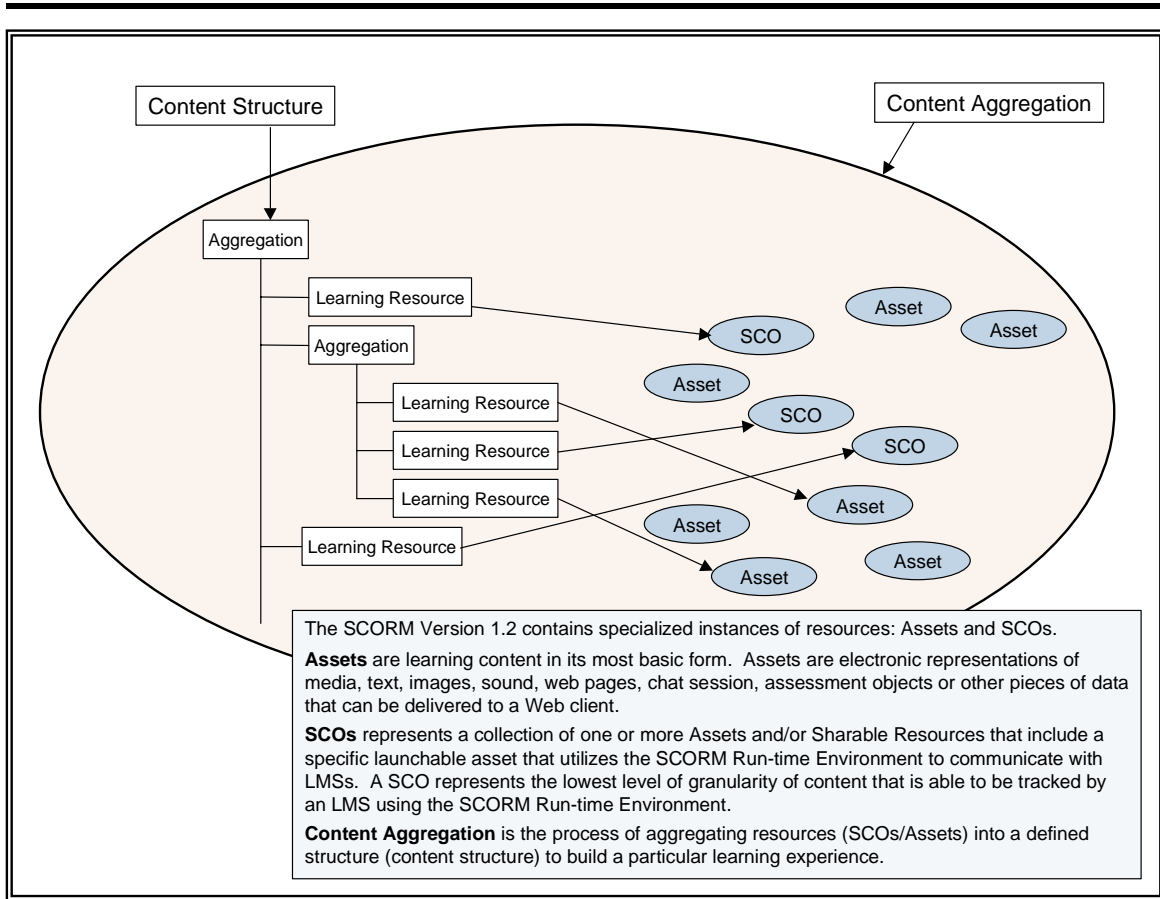 Content Structure
Content Aggregation
Aggregation
Learning Resource
Aggregation
Learning Resource
Learning Resource
Learning Resource
Learning Resource
Asset
Asset
SCO
Asset
SCO
SCO
Asset
Asset
Asset
Asset
The SCORM Version 1.2 contains specialized instances of resources: Assets and SCOs.
Assets are learning content in its most basic form. Assets are electronic representations of
media, text, images, sound, web pages, chat session, assessment objects or other pieces of data
that can be delivered to a Web client.
SCOs represents a collection of one or more Assets and/or Sharable Resources that include a
specific launchable asset that utilizes the SCORM Run-time Environment to communicate with
LMSs. A SCO represents the lowest level of granularity of content that is able to be tracked by
an LMS using the SCORM Run-time Environment.
Content Aggregation is the process of aggregating resources (SCOs/Assets) into a defined
structure (content structure) to build a particular learning experience.